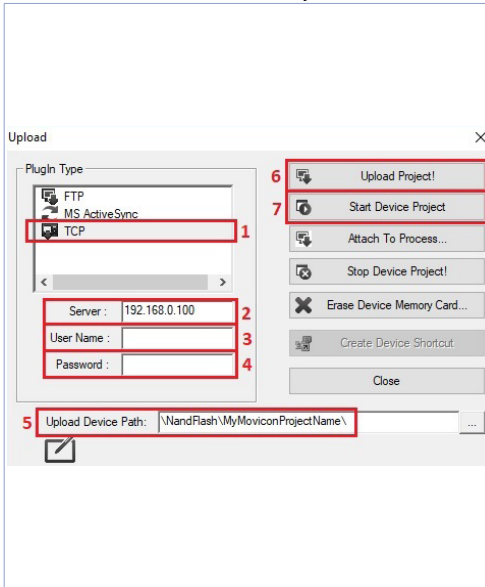 Upload
PlugIn Type
FTP
MS ActiveSync
TCP
1
Server :
192.168.0.100
2
User Name :
3
Password :
4
5
Upload Device Path:
\NandFlash\MyMoviconProjectName\
...
6
Upload Project!
7
Start Device Project
Attach To Process...
Stop Device Project!
Erase Device Memory Card...
Create Device Shortcut
Close